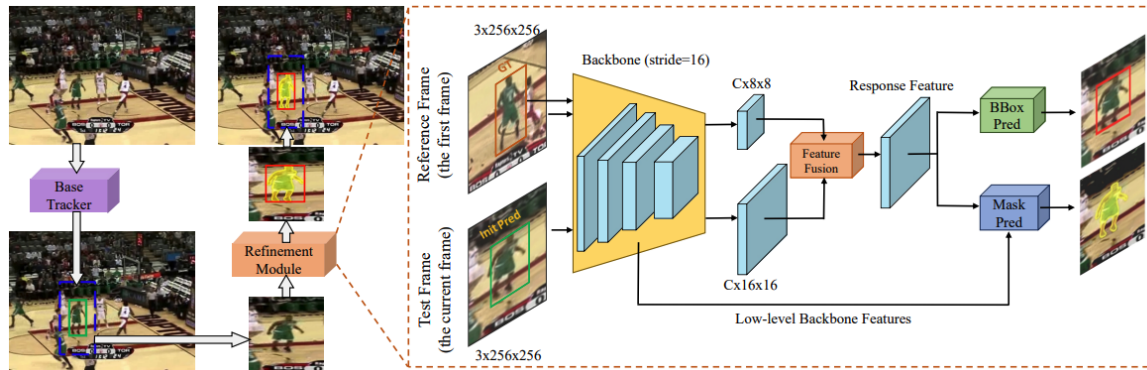 Base
Tracker
Refinement
Module
Reference Frame
(the first frame)
Test Frame
(the current frame)
3x256x256
GT
Init Pred
3x256x256
Backbone (stride=16)
Cx8x8
Cx16x16
Feature
Fusion
Response Feature
BBox
Pred
Mask
Pred
Low-level Backbone Features